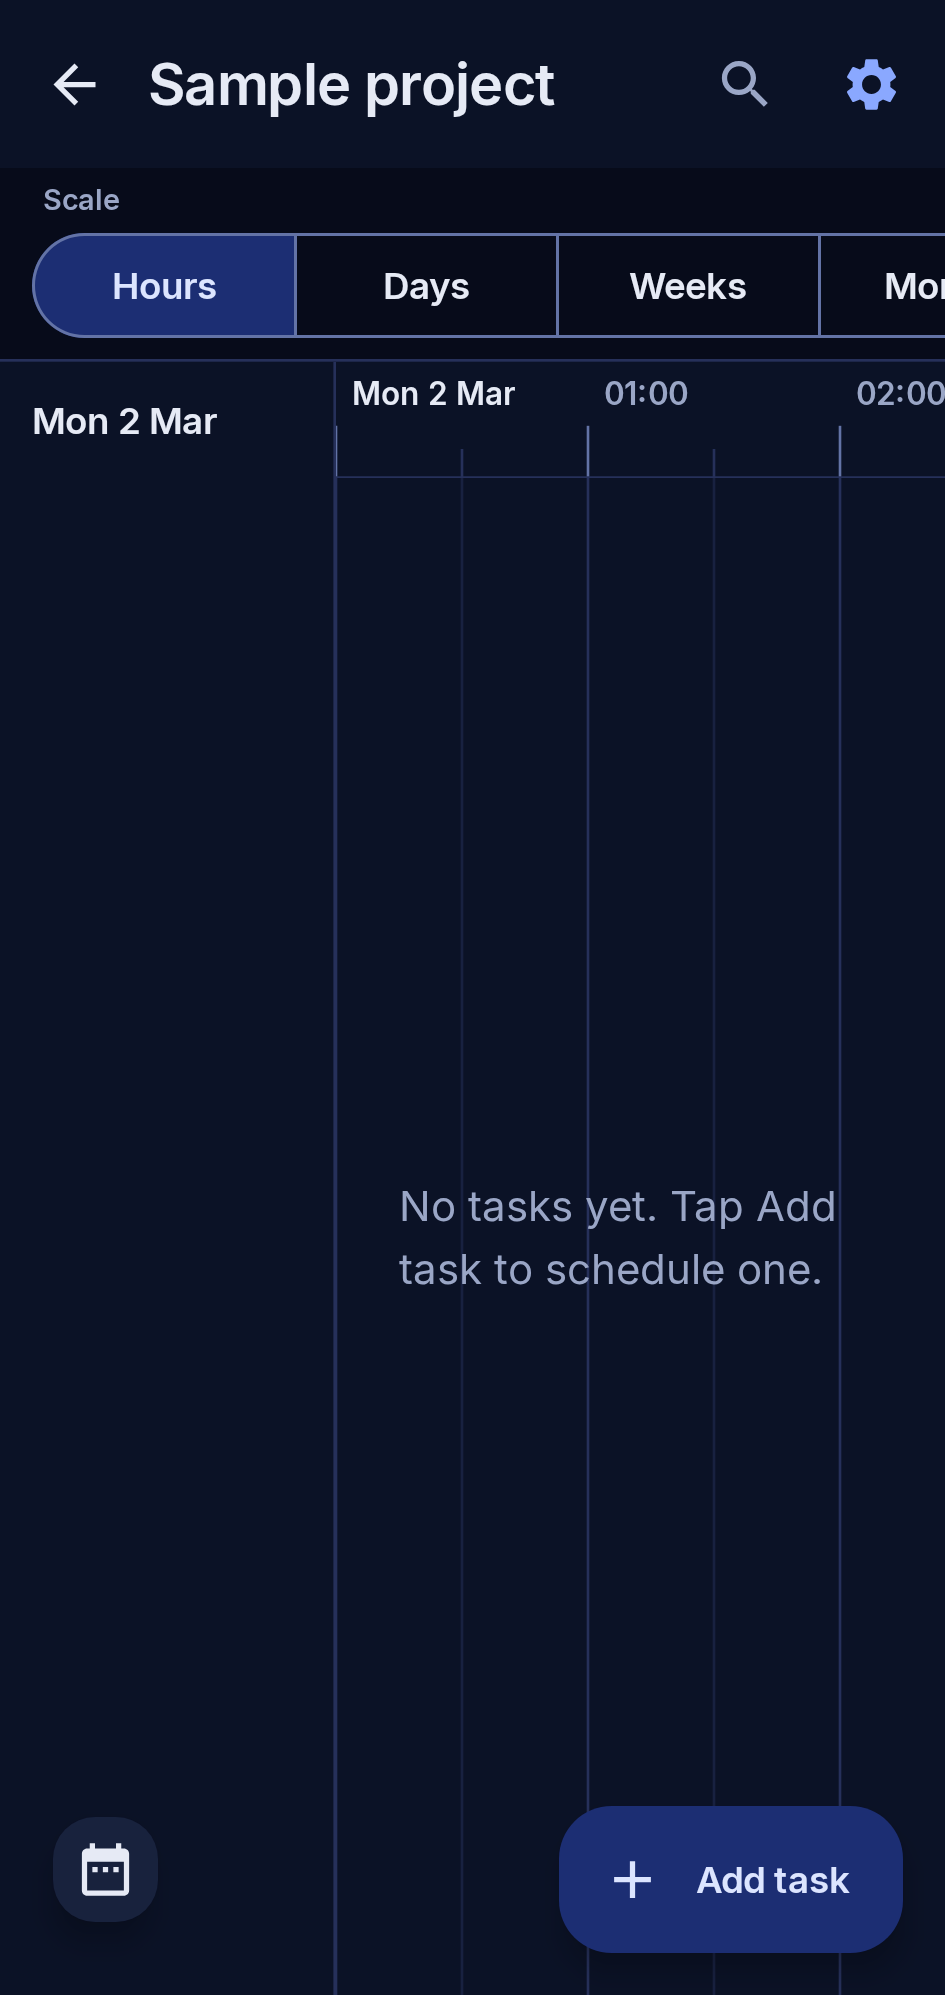 Sample project
Scale
Hours Days Weeks
Mon 2 Mar
Mon 2 Mar 01:00 02:00
No tasks yet. Tap Add
task to schedule one.
Add task